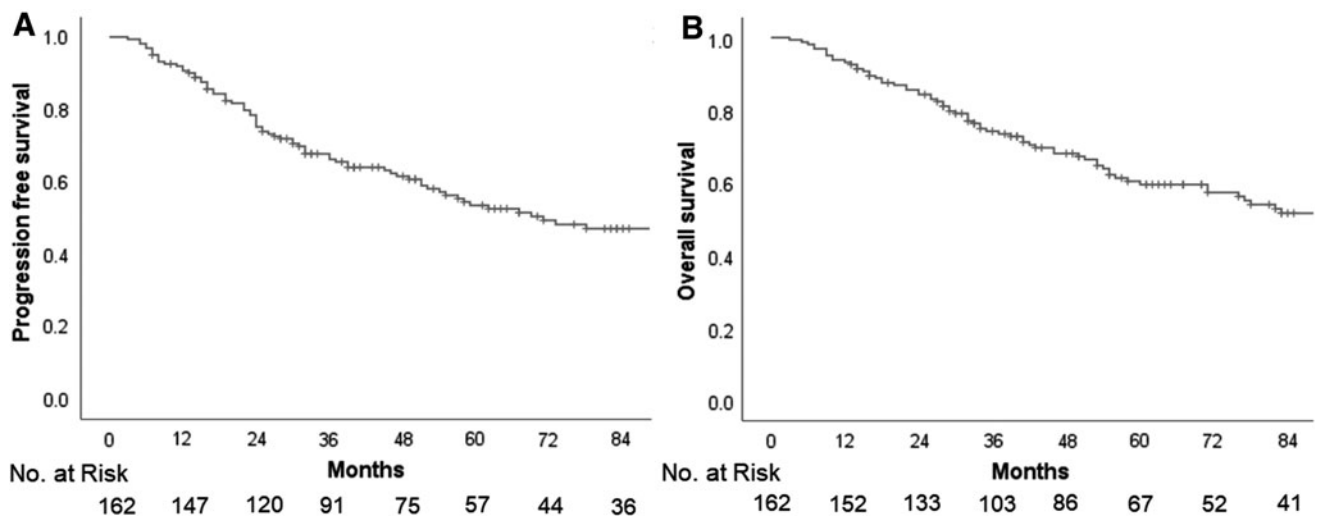 A
Progression free survival
1.0
0.8
0.6
0.4
0.2
0.0
0 12 24 36 48 60 72 84
Months
No. at Risk
162 147 120 91 75 57 44 36
B
Overall survival
1.0
0.8
0.6
0.4
0.2
0.0
0 12 24 36 48 60 72 84
Months
No. at Risk
162 152 133 103 86 67 52 41